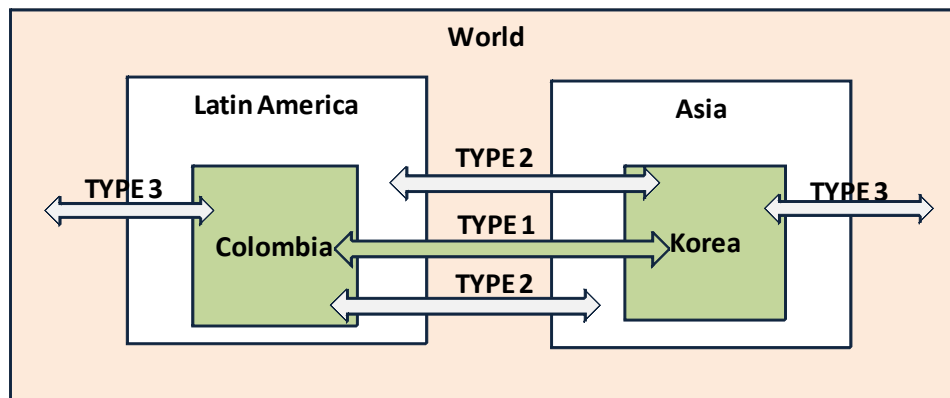 World
Latin America
Asia
TYPE 2
TYPE 3
TYPE 3
TYPE 1
Colombia
Korea
TYPE 2